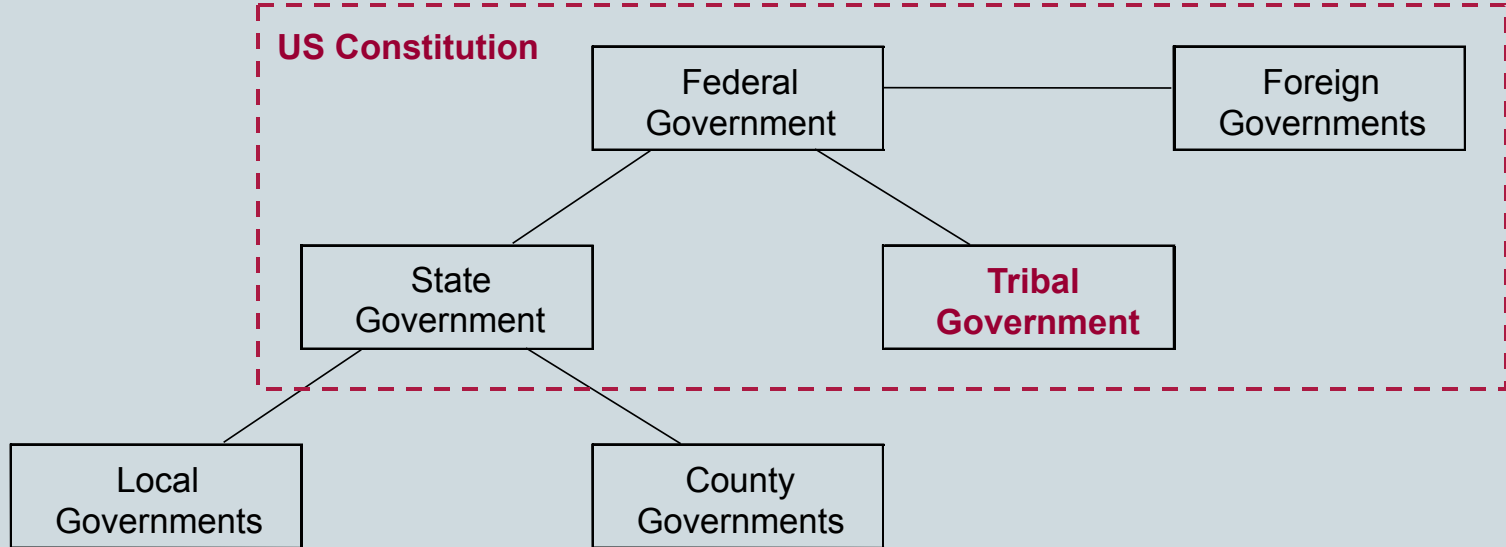 US Constitution
Federal
Government
Foreign
Governments
State
Government
Tribal
Government
Local
Governments
County
Governments